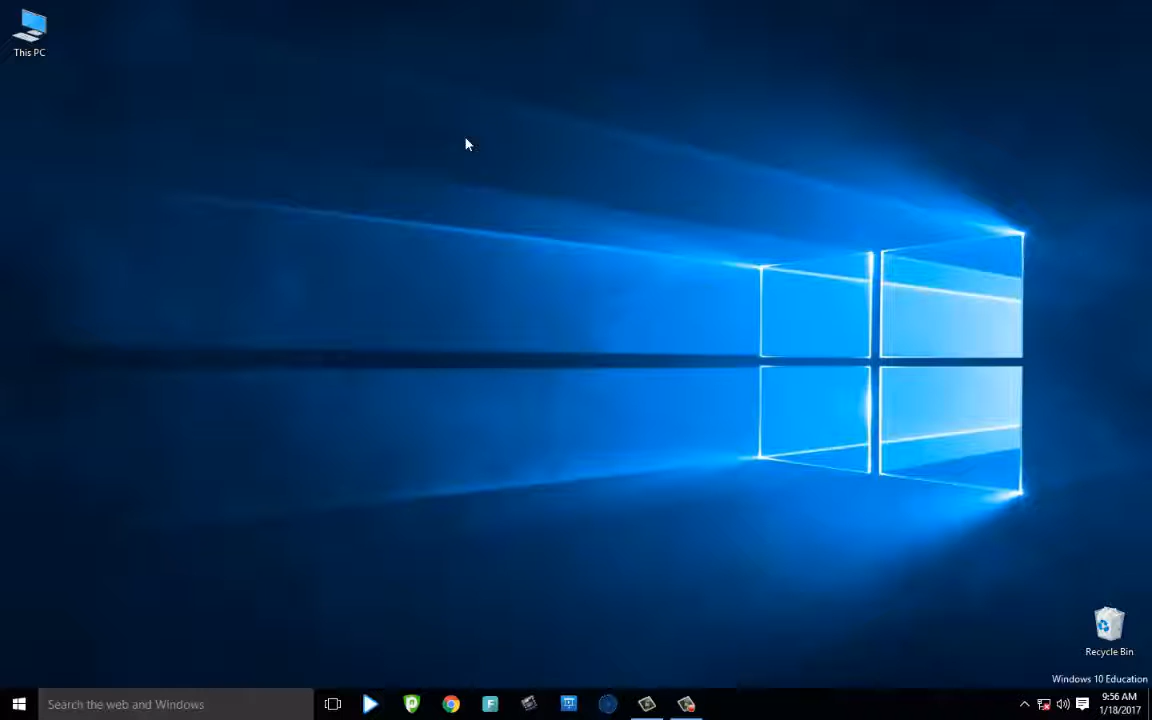 This PC
Recycle Bin
Windows 10 Education
Search the web and Windows
9:56 AM
1/18/2017